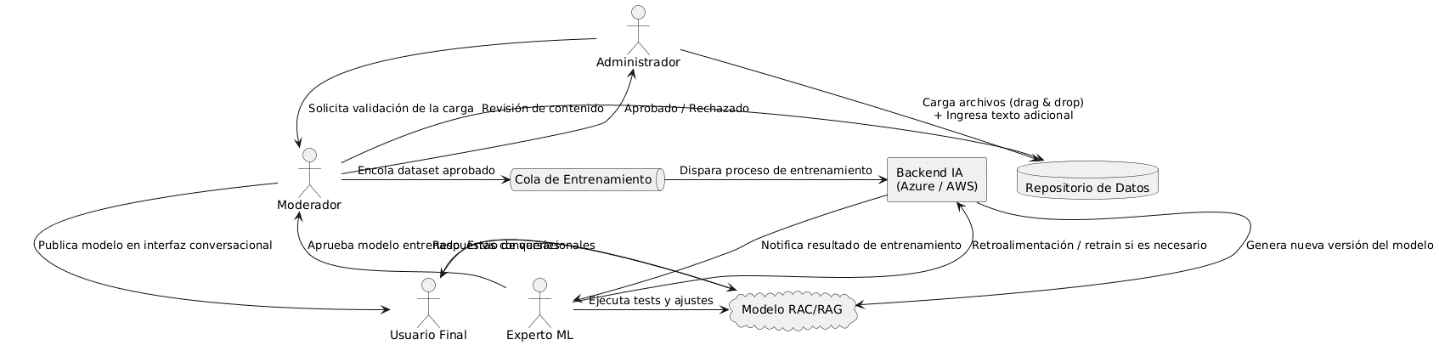 Administrador
Carga archivos (drag & drop)
+ Ingresa texto adicional
Solicita validación de la carga
Revisión de contenido
Aprobado / Rechazado
Encola dataset aprobado
Cola de Entrenamiento
Dispara proceso de entrenamiento
Backend IA
(Azure / AWS)
Repositorio de Datos
Moderador
Publica modelo en interfaz conversacional
Aprueba modelo entrenado
Notifica resultado de entrenamiento
Retroalimentación / retrain si es necesario
Genera nueva versión del modelo
Ejecuta tests y ajustes
Modelo RAC/RAG
Usuario Final
Experto ML